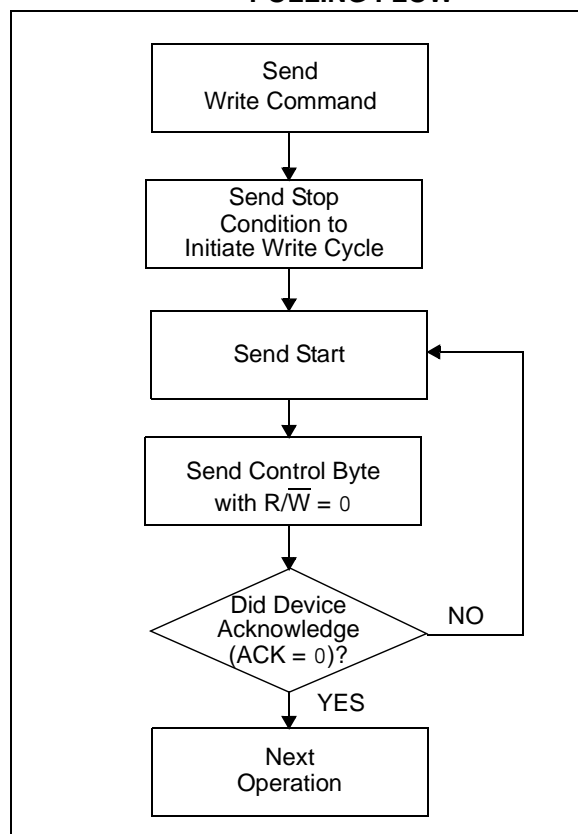 POLLING FLOW
Send
Write Command
Send Stop
Condition to
Initiate Write Cycle
Send Start
Send Control Byte
with R/W̅ = 0
Did Device
Acknowledge
(ACK = 0)?
NO
YES
Next
Operation